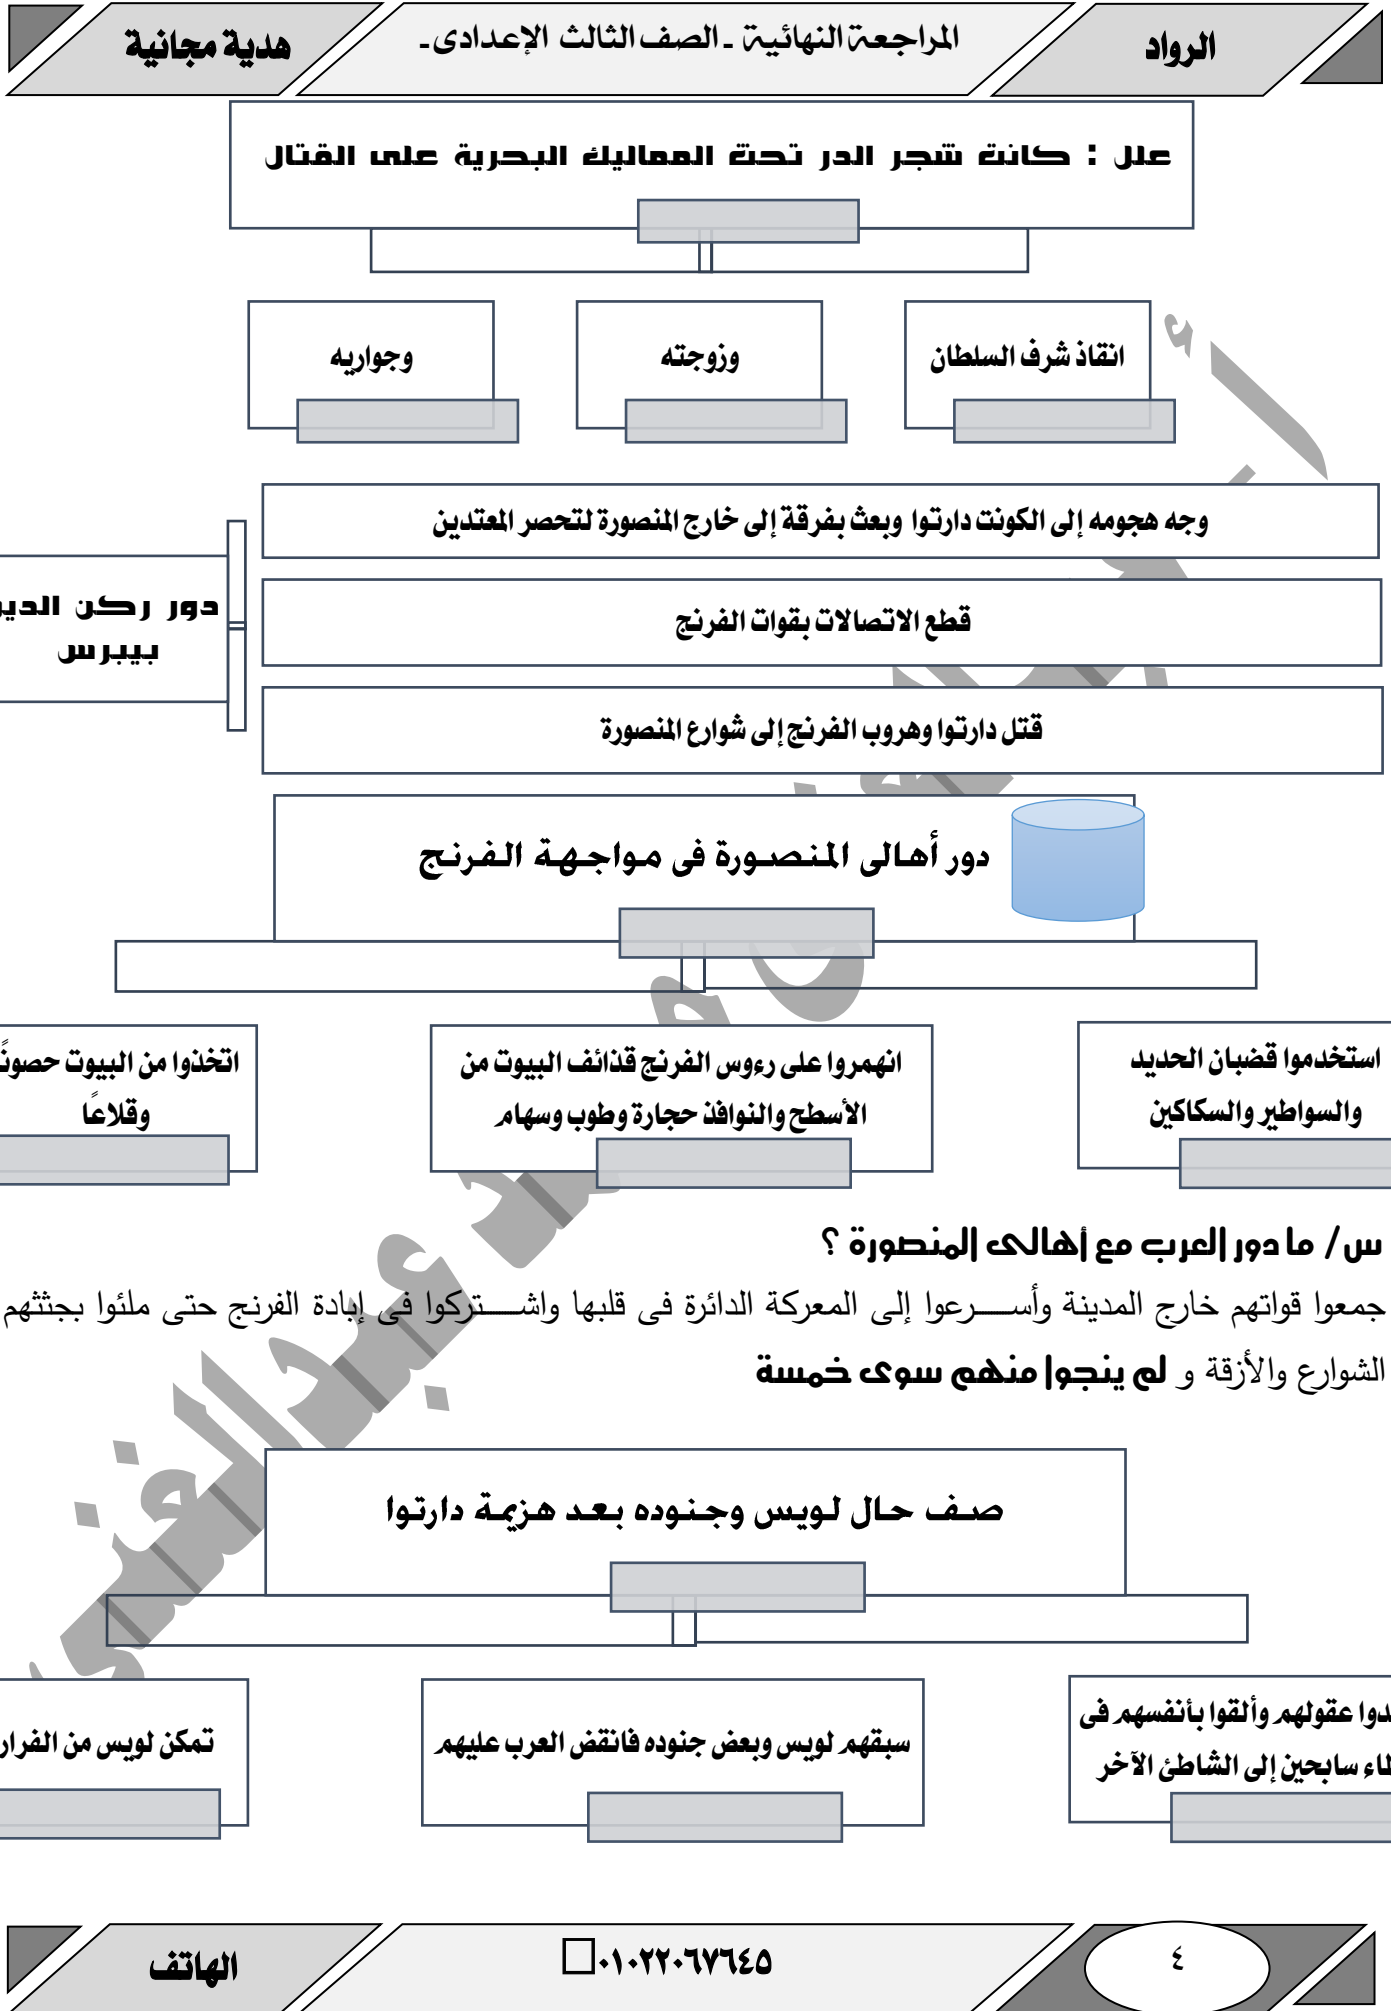 الرواد
المراجعة النهائية ـ الصف الثالث الإعدادى ـ
هدية مجانية
علل : كانت شجر الدر تحث المماليك البحرية على القتال
انقاذ شرف السلطان
وزوجته
وجواريه
وجه هجومه إلى الكونت دارتوا وبعث بفرقة إلى خارج المنصورة لتحصر المعتدين
قطع الاتصالات بقوات الفرنج
قتل دارتوا وهروب الفرنج إلى شوارع المنصورة
دور ركن الدين
بيبرس
دور أهالى المنصورة فى مواجهة الفرنج
استخدموا قضبان الحديد
والسواطير والسكاكين
انهمروا على رءوس الفرنج قذائف البيوت من
الأسطح والنوافذ حجارة وطوب وسهام
اتخذوا من البيوت حصونًا
وقلاعًا
س/ ما دور العرب مع أهالى المنصورة ؟
جمعوا قواتهم خارج المدينة وأسرعوا إلى المعركة الدائرة فى قلبها واشتركوا فى إبادة الفرنج حتى ملئوا بجثثهم
الشوارع والأزقة و لم ينجوا منهم سوى خمسة
صف حال لويس وجنوده بعد هزيمة دارتوا
عقولهم وألقوا بأنفسهم فى
سابحين إلى الشاطئ الآخر
سبقهم لويس وبعض جنوده فانقض العرب عليهم
تمكن لويس من الفرار
٤
٠١٠٢٢٠٦٧٦٤٥
الهاتف